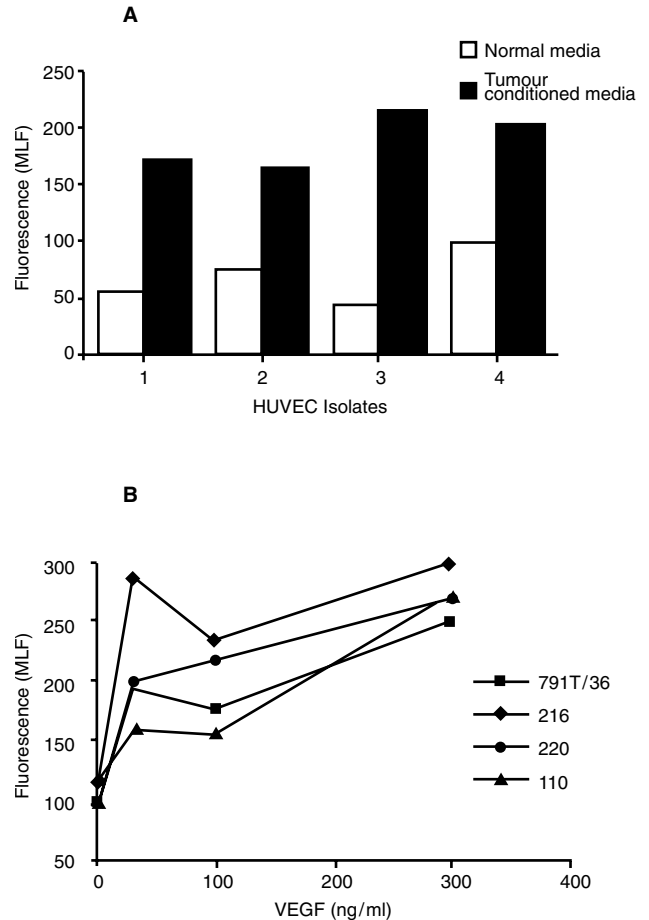 A
Normal media
Tumour
conditioned media
Fluorescence (MLF)
250
200
150
100
50
0
1 2 3 4
HUVEC Isolates
B
Fluorescence (MLF)
300
250
200
150
100
50
791T/36
216
220
110
0 100 200 300 400
VEGF (ng/ml)